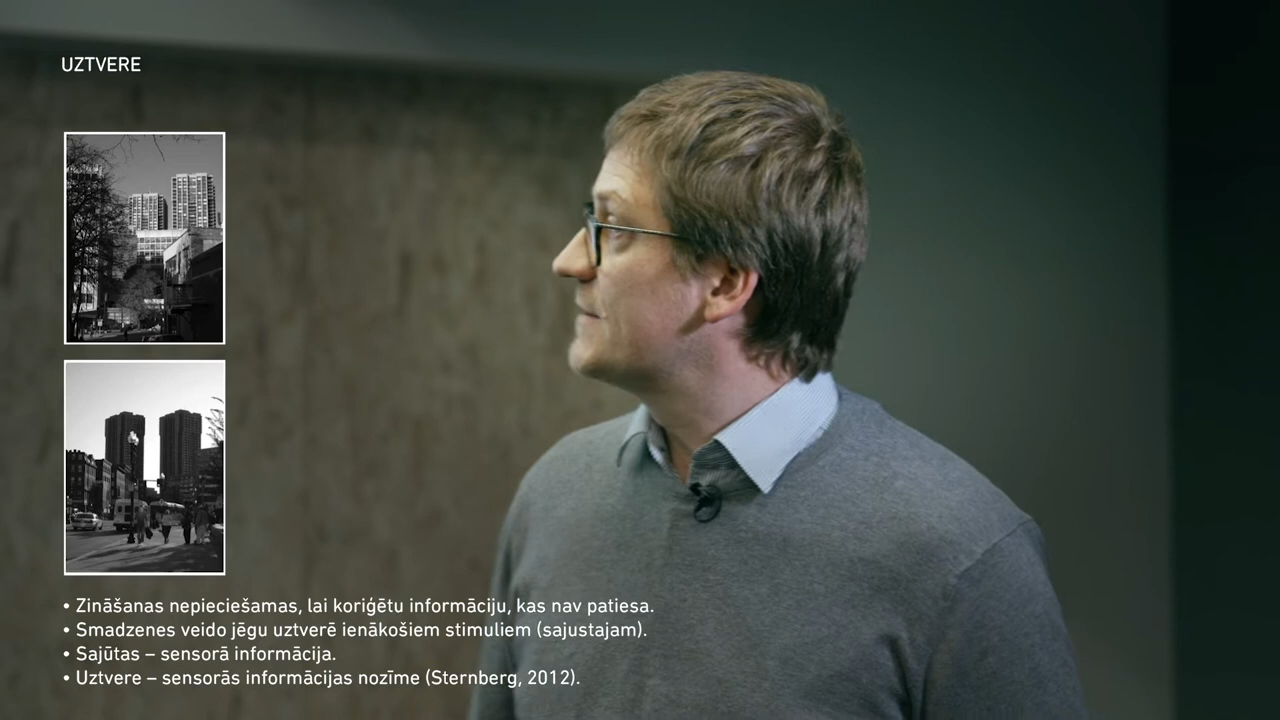 UZTVERE
• Zināšanas nepieciešamas, lai koriģētu informāciju, kas nav patiesa.
• Smadzenes veido jēgu uztverē ienākošiem stimuliem (sajustajam).
• Sajūtas – sensorā informācija.
• Uztvere – sensorās informācijas nozīme (Sternberg, 2012).